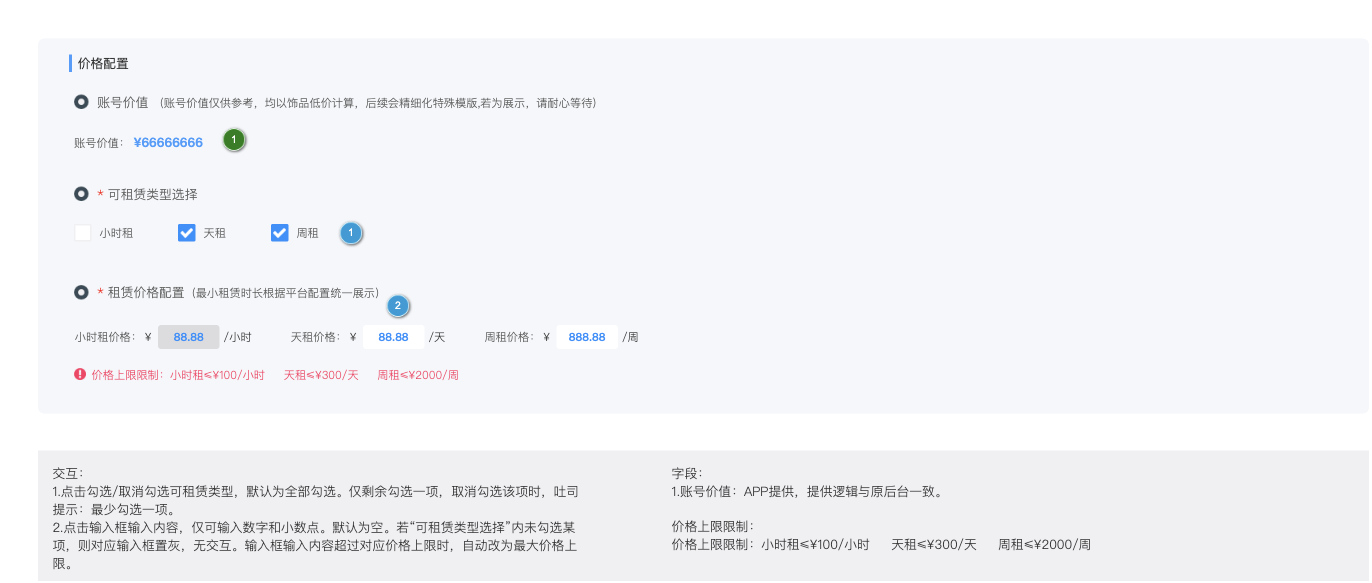 价格配置
账号价值 (账号价值仅供参考，均以饰品低价计算，后续会精细化特殊模版,若为展示，请耐心等待)
账号价值： ¥66666666 1
* 可租赁类型选择
小时租 天租 周租 1
* 租赁价格配置 (最小租赁时长根据平台配置统一展示) 2
小时租价格： ¥ 88.88 /小时 天租价格： ¥ 88.88 /天 周租价格： ¥ 888.88 /周
价格上限限制：小时租≤¥100/小时 天租≤¥300/天 周租≤¥2000/周
交互：
1.点击勾选/取消勾选可租赁类型，默认为全部勾选。仅剩余勾选一项，取消勾选该项时，吐司
提示：最少勾选一项。
2.点击输入框输入内容，仅可输入数字和小数点。默认为空。若“可租赁类型选择”内未勾选某
项，则对应输入框置灰，无交互。输入框输入内容超过对应价格上限时，自动改为最大价格上
限。
字段：
1.账号价值：APP提供，提供逻辑与原后台一致。
价格上限限制：
价格上限限制：小时租≤¥100/小时 天租≤¥300/天 周租≤¥2000/周